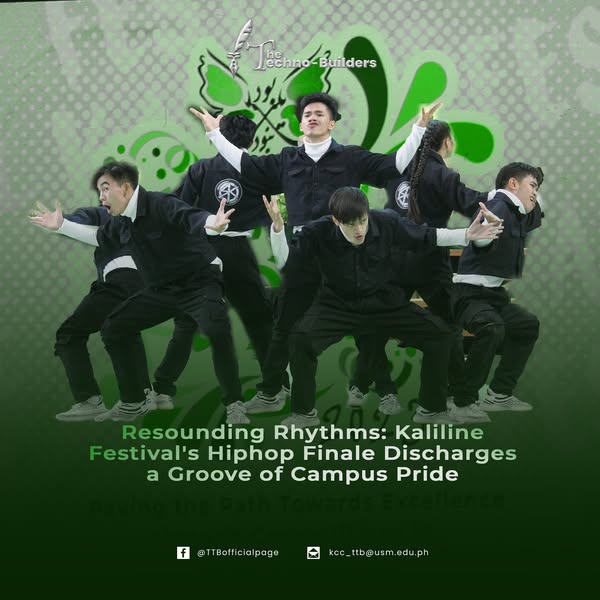 The
Techno-Builders
Resounding Rhythms: Kaliline
Festival's Hiphop Finale Discharges
a Groove of Campus Pride
Paving the Path Towards Excellence
@TTBofficialpage
kcc_ttb@usm.edu.ph